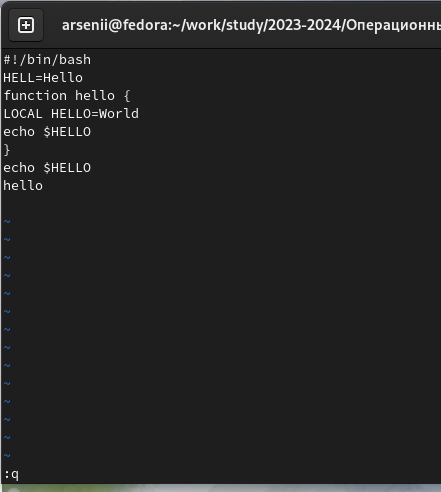 arsenii@fedora:~/work/study/2023-2024/Операционны
#!/bin/bash
HELL=Hello
function hello {
LOCAL HELLO=World
echo $HELLO
}
echo $HELLO
hello
~
~
~
~
~
~
~
~
~
~
~
~
~
~
:q